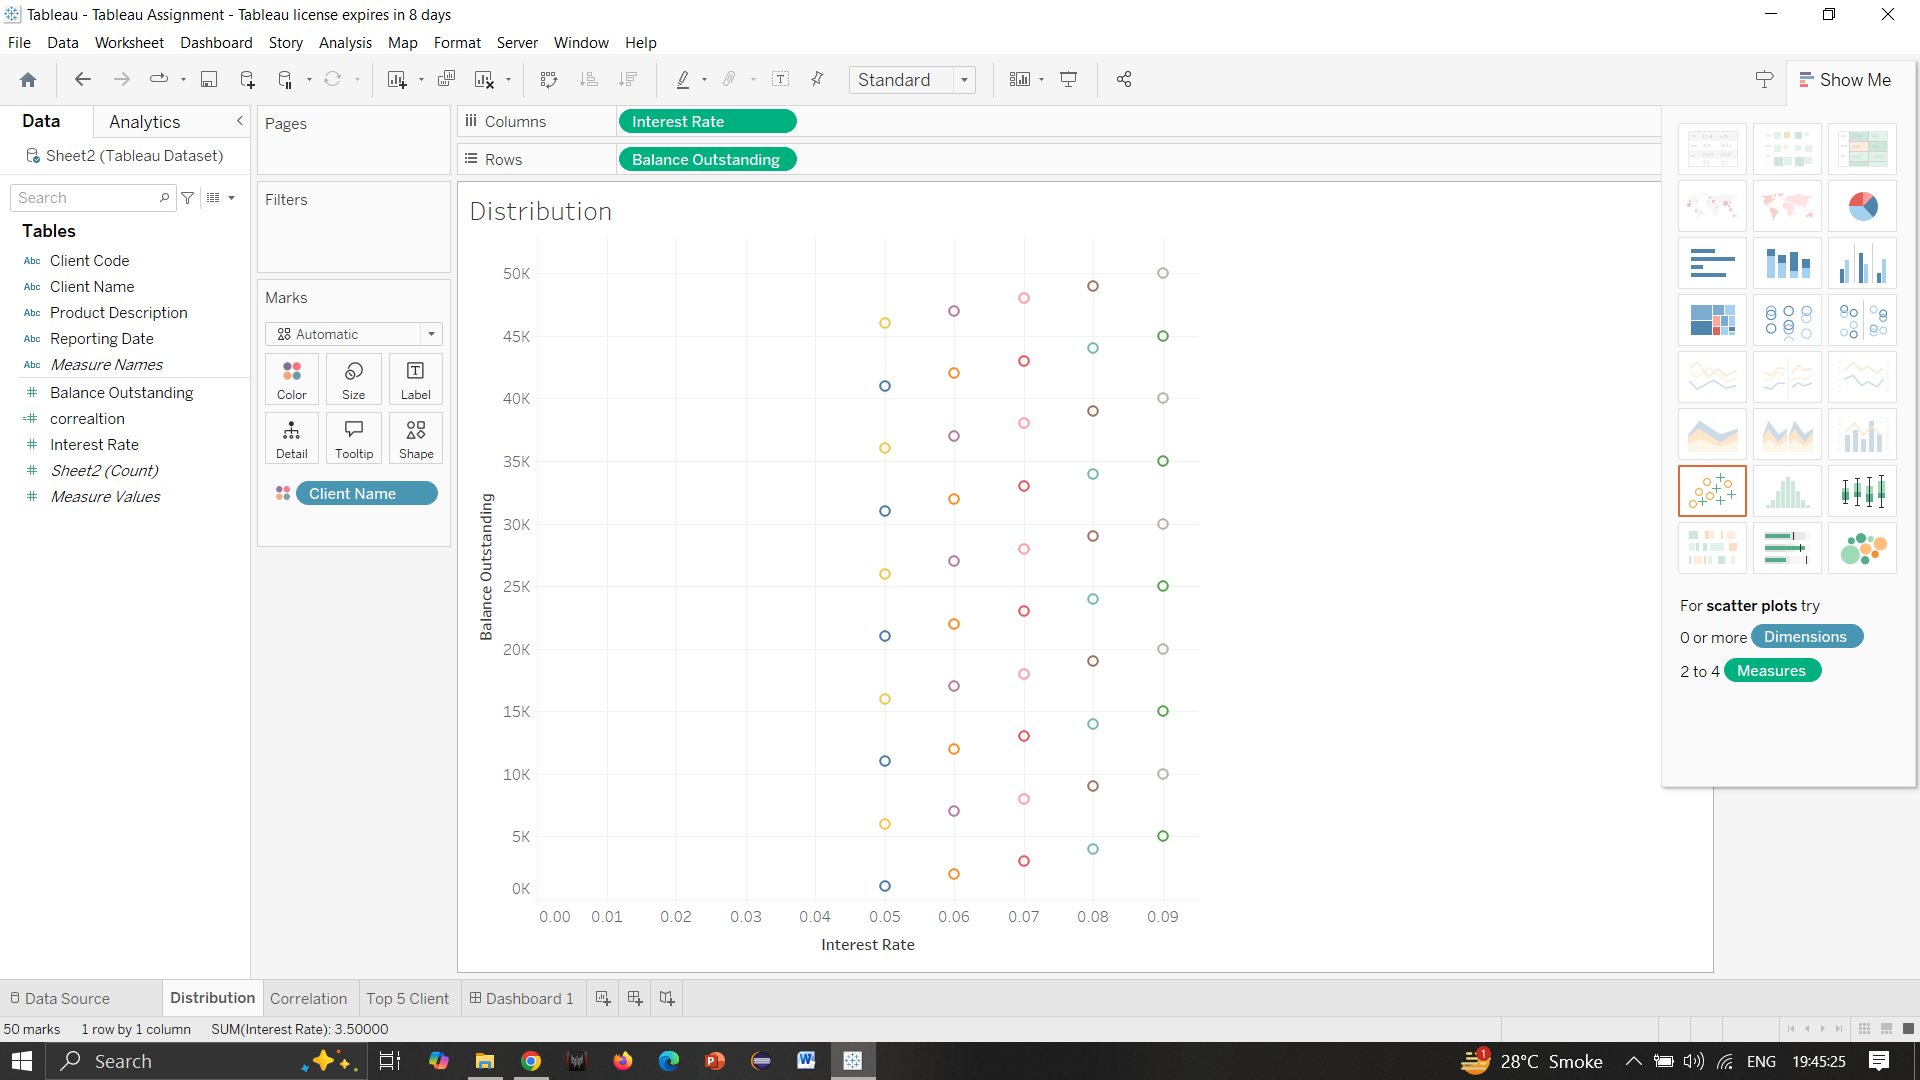 Tableau - Tableau Assignment - Tableau license expires in 8 days
File Data Worksheet Dashboard Story Analysis Map Format Server Window Help
Standard
Show Me
Data Analytics
Sheet2 (Tableau Dataset)
Search
Tables
Abc Client Code
Abc Client Name
Abc Product Description
Abc Reporting Date
Abc Measure Names
Balance Outstanding
correaltion
Interest Rate
Sheet2 (Count)
Measure Values
Pages
Filters
Marks
Automatic
Color Size Label
Detail Tooltip Shape
Client Name
Columns Interest Rate
Rows Balance Outstanding
Distribution
50K
45K
40K
35K
30K
25K
20K
15K
10K
5K
0K
Balance Outstanding
0.00 0.01 0.02 0.03 0.04 0.05 0.06 0.07 0.08 0.09
Interest Rate
For scatter plots try
0 or more Dimensions
2 to 4 Measures
Data Source Distribution Correlation Top 5 Client Dashboard 1
50 marks 1 row by 1 column SUM(Interest Rate): 3.50000
Search
1
28°C Smoke
ENG 19:45:25